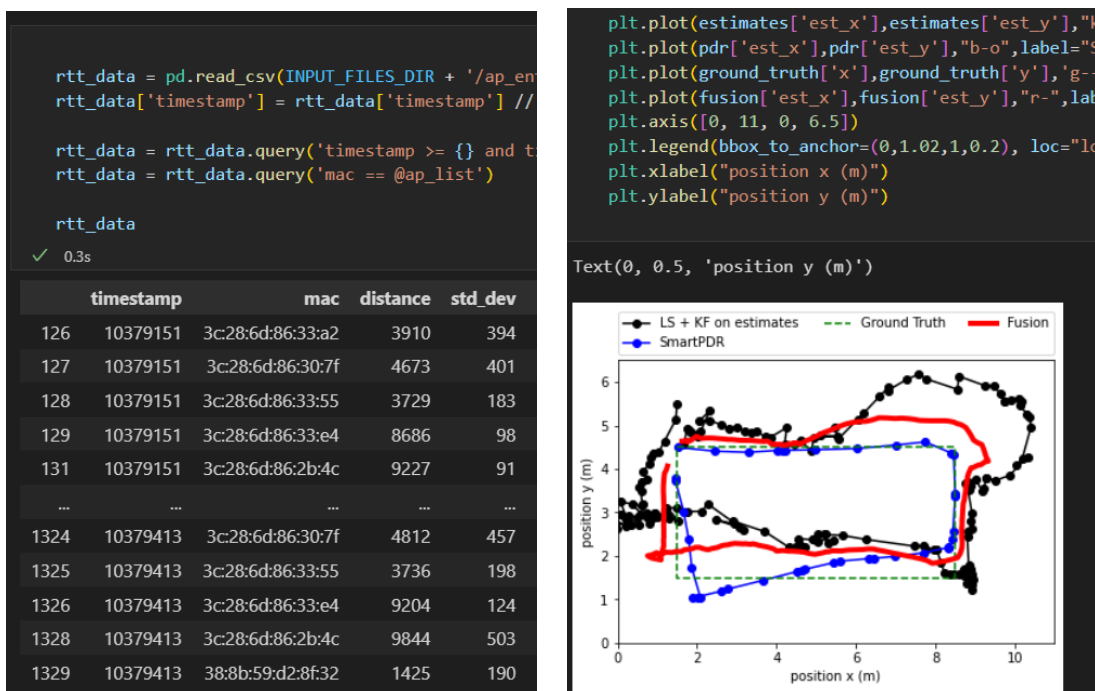 rtt_data = pd.read_csv(INPUT_FILES_DIR + '/ap_en
rtt_data['timestamp'] = rtt_data['timestamp'] //
rtt_data = rtt_data.query('timestamp >= {} and t
rtt_data = rtt_data.query('mac == @ap_list')
rtt_data
✓ 0.3s
timestamp mac distance std_dev
126 10379151 3c:28:6d:86:33:a2 3910 394
127 10379151 3c:28:6d:86:30:7f 4673 401
128 10379151 3c:28:6d:86:33:55 3729 183
129 10379151 3c:28:6d:86:33:e4 8686 98
131 10379151 3c:28:6d:86:2b:4c 9227 91
... ... ... ... ...
1324 10379413 3c:28:6d:86:30:7f 4812 457
1325 10379413 3c:28:6d:86:33:55 3736 198
1326 10379413 3c:28:6d:86:33:e4 9204 124
1328 10379413 3c:28:6d:86:2b:4c 9844 503
1329 10379413 38:8b:59:d2:8f:32 1425 190
plt.plot(estimates['est_x'],estimates['est_y'],"k
plt.plot(pdr['est_x'],pdr['est_y'],"b-o",label="S
plt.plot(ground_truth['x'],ground_truth['y'],'g--
plt.plot(fusion['est_x'],fusion['est_y'],"r-",lab
plt.axis([0, 11, 0, 6.5])
plt.legend(bbox_to_anchor=(0,1.02,1,0.2), loc="lo
plt.xlabel("position x (m)")
plt.ylabel("position y (m)")
Text(0, 0.5, 'position y (m)')
LS + KF on estimates Ground Truth Fusion
SmartPDR
6
5
4
3
2
1
0
position y (m)
0 2 4 6 8 10
position x (m)